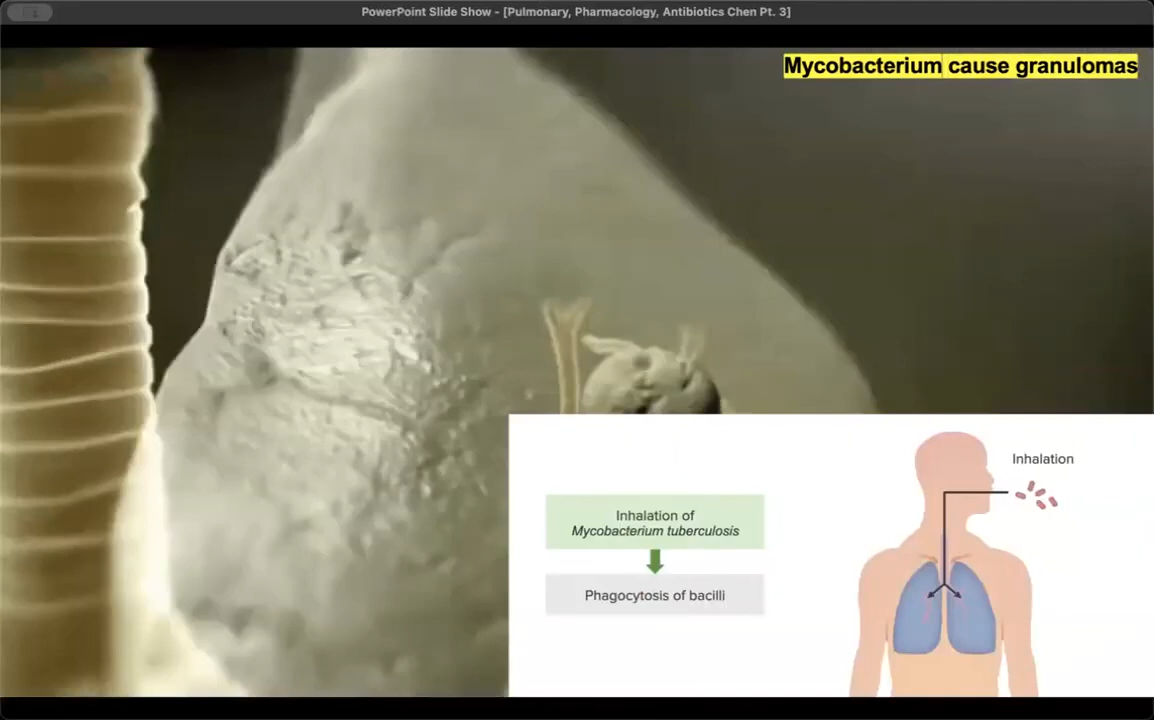 PowerPoint Slide Show - [Pulmonary, Pharmacology, Antibiotics Chen Pt. 3]
Mycobacterium cause granulomas
Inhalation
Inhalation of
Mycobacterium tuberculosis
Phagocytosis of bacilli